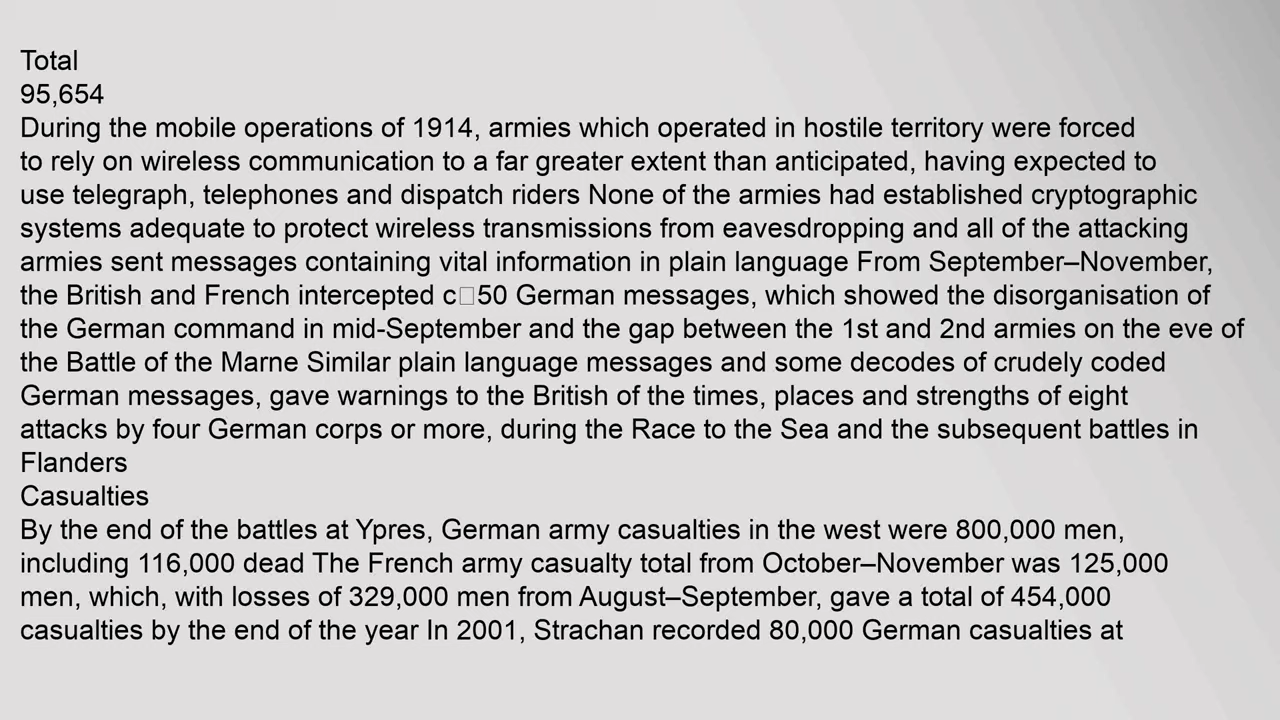 Total
95,654
During the mobile operations of 1914, armies which operated in hostile territory were forced
to rely on wireless communication to a far greater extent than anticipated, having expected to
use telegraph, telephones and dispatch riders None of the armies had established cryptographic
systems adequate to protect wireless transmissions from eavesdropping and all of the attacking
armies sent messages containing vital information in plain language From September–November,
the British and French intercepted c□50 German messages, which showed the disorganisation of
the German command in mid-September and the gap between the 1st and 2nd armies on the eve of
the Battle of the Marne Similar plain language messages and some decodes of crudely coded
German messages, gave warnings to the British of the times, places and strengths of eight
attacks by four German corps or more, during the Race to the Sea and the subsequent battles in
Flanders
Casualties
By the end of the battles at Ypres, German army casualties in the west were 800,000 men,
including 116,000 dead The French army casualty total from October–November was 125,000
men, which, with losses of 329,000 men from August–September, gave a total of 454,000
casualties by the end of the year In 2001, Strachan recorded 80,000 German casualties at